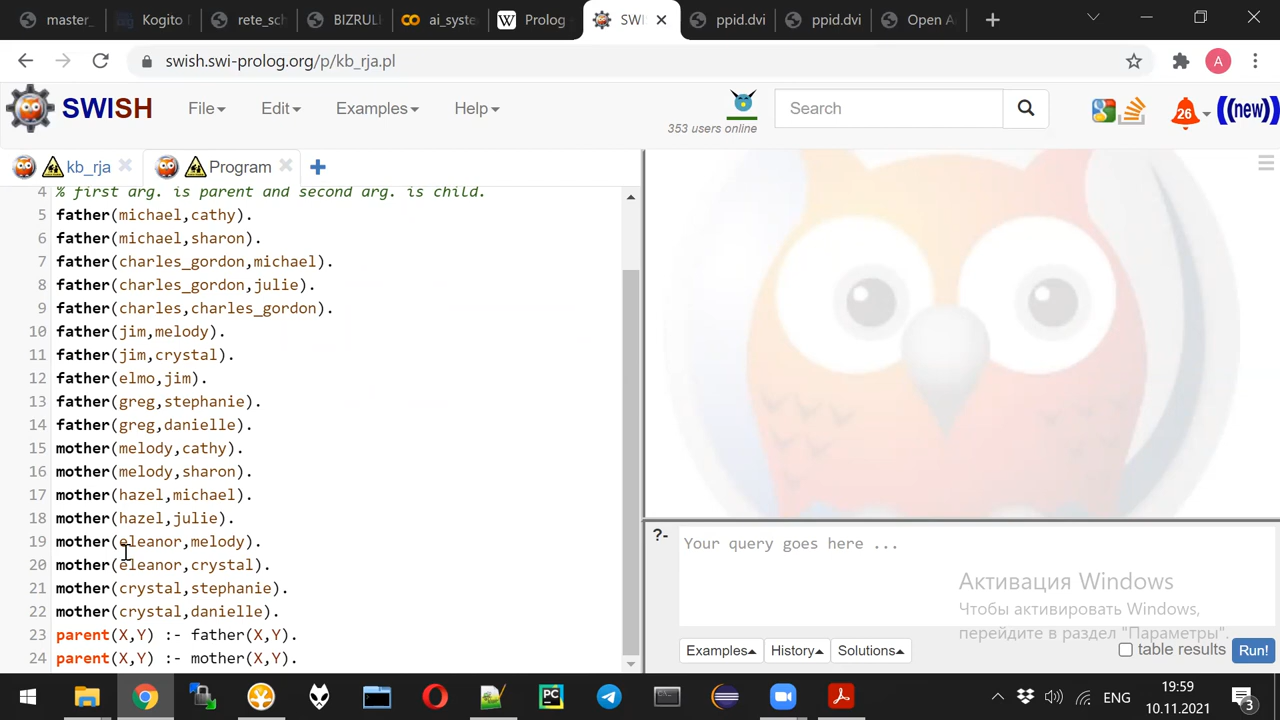 master_
Kogito D
rete_sch
BIZRULE
ai_syste
Prolog
SWI
ppid.dvi
ppid.dvi
Open A
swish.swi-prolog.org/p/kb_rja.pl
A
SWISH
File
Edit
Examples
Help
353 users online
Search
26
((new))
kb_rja
Program
4 % first arg. is parent and second arg. is child.
5 father(michael,cathy).
6 father(michael,sharon).
7 father(charles_gordon,michael).
8 father(charles_gordon,julie).
9 father(charles,charles_gordon).
10 father(jim,melody).
11 father(jim,crystal).
12 father(elmo,jim).
13 father(greg,stephanie).
14 father(greg,danielle).
15 mother(melody,cathy).
16 mother(melody,sharon).
17 mother(hazel,michael).
18 mother(hazel,julie).
19 mother(eleanor,melody).
20 mother(eleanor,crystal).
21 mother(crystal,stephanie).
22 mother(crystal,danielle).
23 parent(X,Y) :- father(X,Y).
24 parent(X,Y) :- mother(X,Y).
?- Your query goes here ...
Активация Windows
Чтобы активировать Windows,
перейдите в раздел "Параметры".
Examples
History
Solutions
table results
Run!
PC
ENG
19:59
10.11.2021
3